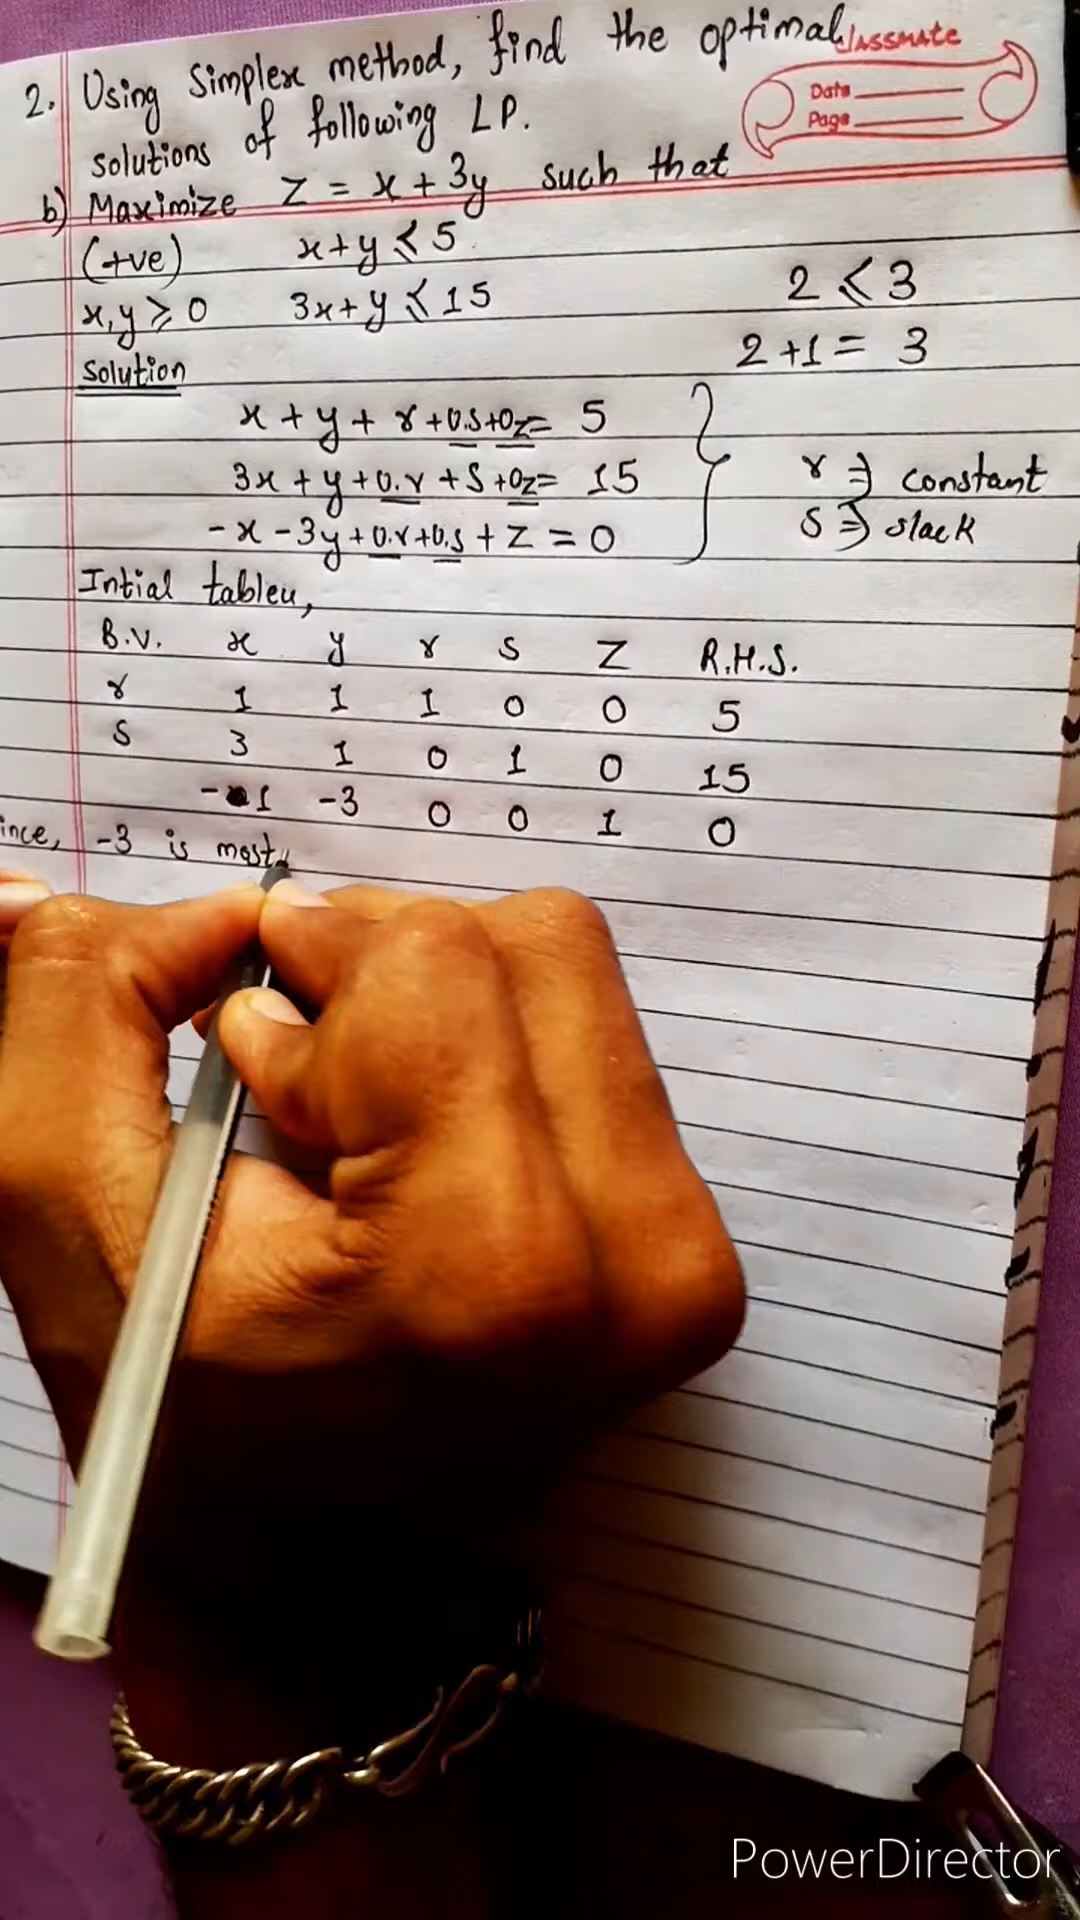 2. Using simplex method, find the optimal
solutions of following LP.
classmate
Date
Page
b) Maximize Z = x + 3y such that
(+ve) x+y ⩽ 5
x,y ⩾ 0 3x+y ⩽ 15
2 ⩽ 3
2 +1 = 3
Solution
x + y + r +0.s+0z= 5
3x + y +0.r + s +0z= 15
-x - 3y+0.r+0.s + z = 0
r ⇒ constant
s ⇒ slack
Intial tableu,
B.V. x y r s Z R.H.S.
r 1 1 1 0 0 5
s 3 1 0 1 0 15
-1 -3 0 0 1 0
ince, -3 is most
PowerDirector